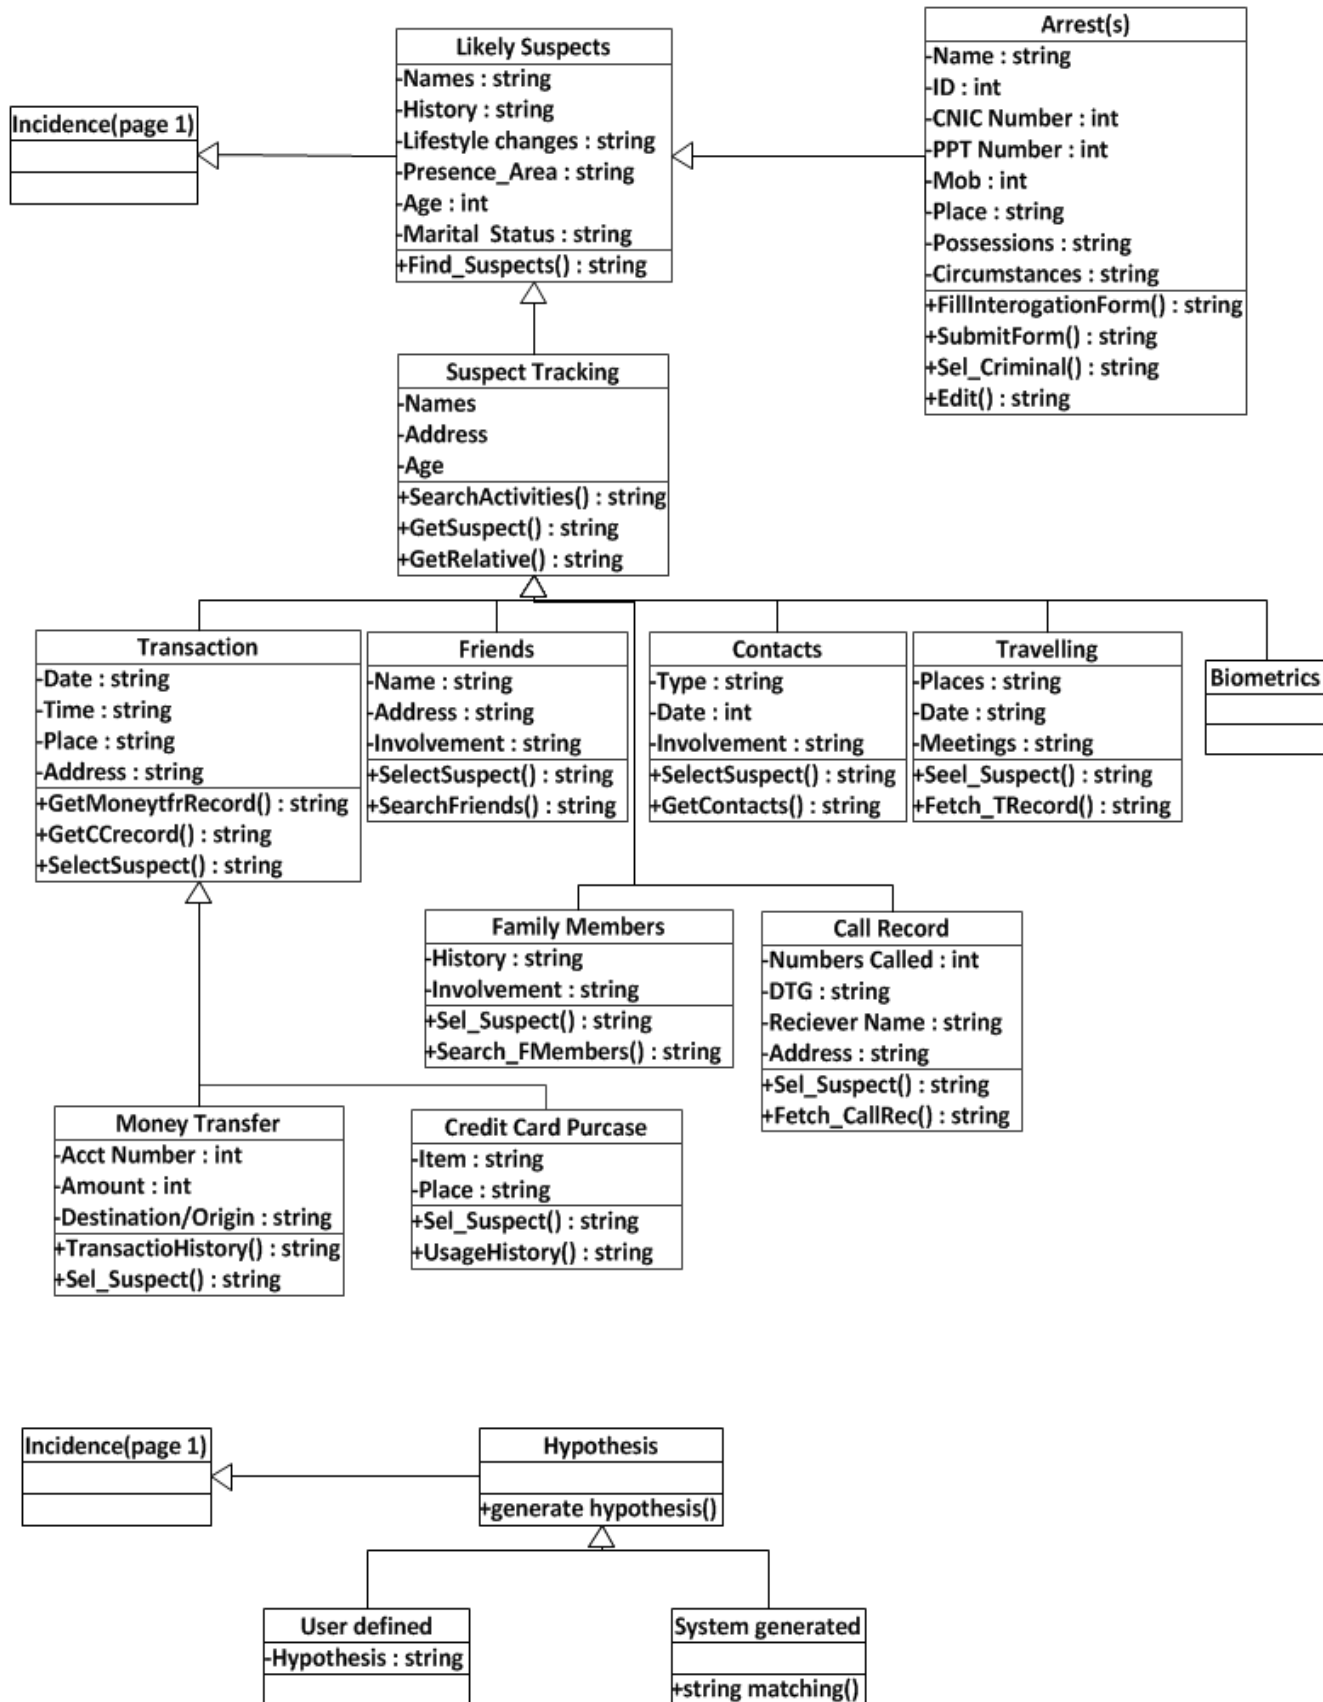 Incidence(page 1)
Likely Suspects
-Names : string
-History : string
-Lifestyle changes : string
-Presence_Area : string
-Age : int
-Marital_Status : string
+Find_Suspects() : string
Arrest(s)
-Name : string
-ID : int
-CNIC Number : int
-PPT Number : int
-Mob : int
-Place : string
-Possessions : string
-Circumstances : string
+FillInterogationForm() : string
+SubmitForm() : string
+Sel_Criminal() : string
+Edit() : string
Suspect Tracking
-Names
-Address
-Age
+SearchActivities() : string
+GetSuspect() : string
+GetRelative() : string
Transaction
-Date : string
-Time : string
-Place : string
-Address : string
+GetMoneytfrRecord() : string
+GetCCrecord() : string
+SelectSuspect() : string
Friends
-Name : string
-Address : string
-Involvement : string
+SelectSuspect() : string
+SearchFriends() : string
Contacts
-Type : string
-Date : int
-Involvement : string
+SelectSuspect() : string
+GetContacts() : string
Travelling
-Places : string
-Date : string
-Meetings : string
+Seel_Suspect() : string
+Fetch_TRecord() : string
Biometrics
Family Members
-History : string
-Involvement : string
+Sel_Suspect() : string
+Search_FMembers() : string
Call Record
-Numbers Called : int
-DTG : string
-Reciever Name : string
-Address : string
+Sel_Suspect() : string
+Fetch_CallRec() : string
Money Transfer
-Acct Number : int
-Amount : int
-Destination/Origin : string
+TransactioHistory() : string
+Sel_Suspect() : string
Credit Card Purcase
-Item : string
-Place : string
+Sel_Suspect() : string
+UsageHistory() : string
Incidence(page 1)
Hypothesis
+generate hypothesis()
User defined
-Hypothesis : string
System generated
+string matching()